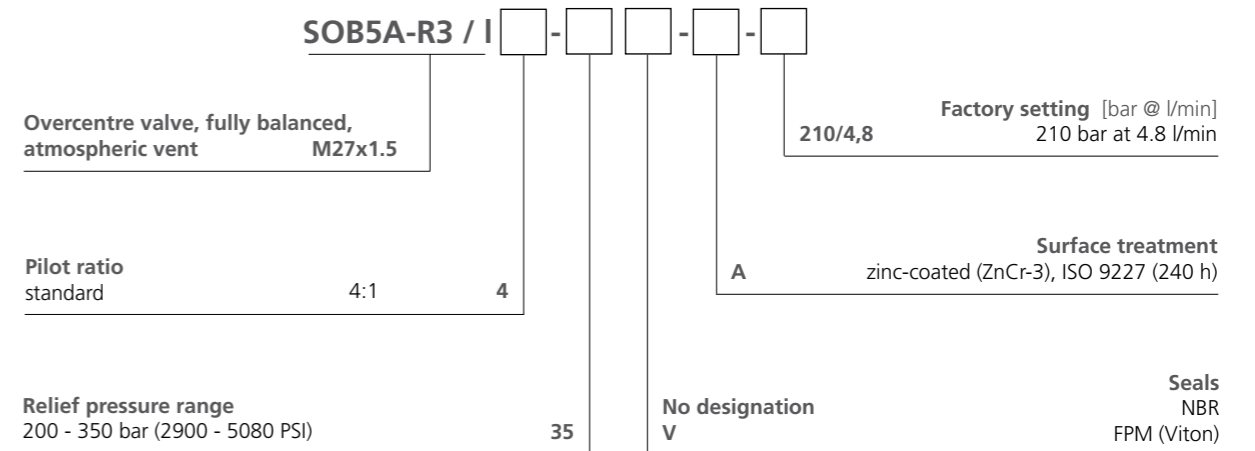 SOB5A-R3 / I - - -
Factory setting [bar @ l/min]
210/4,8 210 bar at 4.8 l/min
Overcentre valve, fully balanced,
atmospheric vent M27x1.5
Surface treatment
A zinc-coated (ZnCr-3), ISO 9227 (240 h)
Pilot ratio
standard 4:1 4
Seals
Relief pressure range No designation NBR
200 - 350 bar (2900 - 5080 PSI) 35 V FPM (Viton)